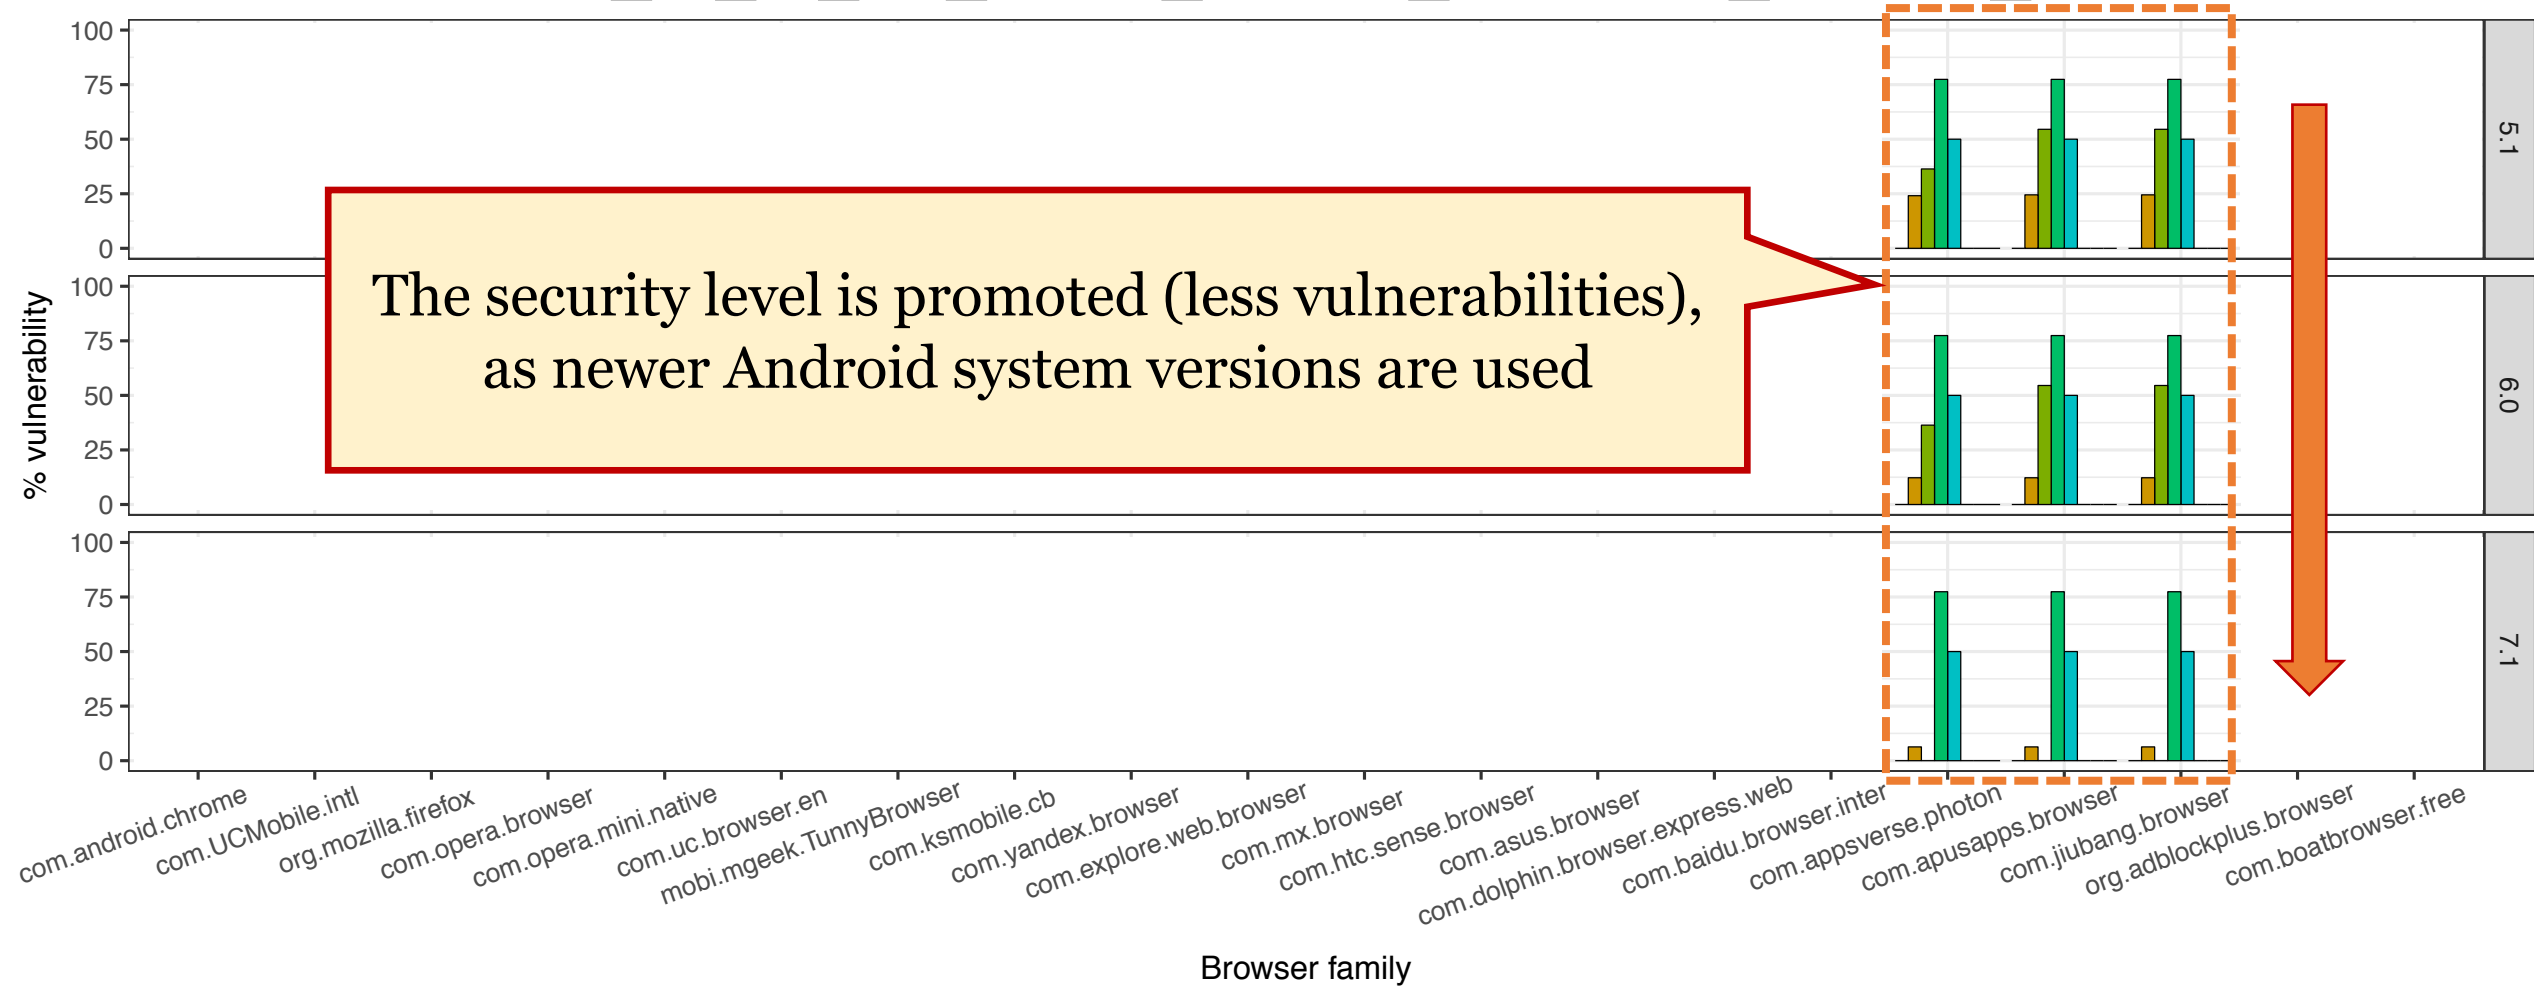 100
75
50
25
0
5.1
The security level is promoted (less vulnerabilities),
as newer Android system versions are used
% vulnerability
100
75
50
25
0
6.0
100
75
50
25
0
7.1
com.android.chrome
com.UCMobile.intl
org.mozilla.firefox
com.opera.browser
com.opera.mini.native
com.uc.browser.en
mobi.mgeek.TunnyBrowser
com.ksmobile.cb
com.yandex.browser
com.explore.web.browser
com.mx.browser
com.htc.sense.browser
com.asus.browser
com.dolphin.browser.express.web
com.baidu.browser.inter
com.appsverse.photon
com.apusapps.browser
com.jiubang.browser
org.adblockplus.browser
com.boatbrowser.free
Browser family